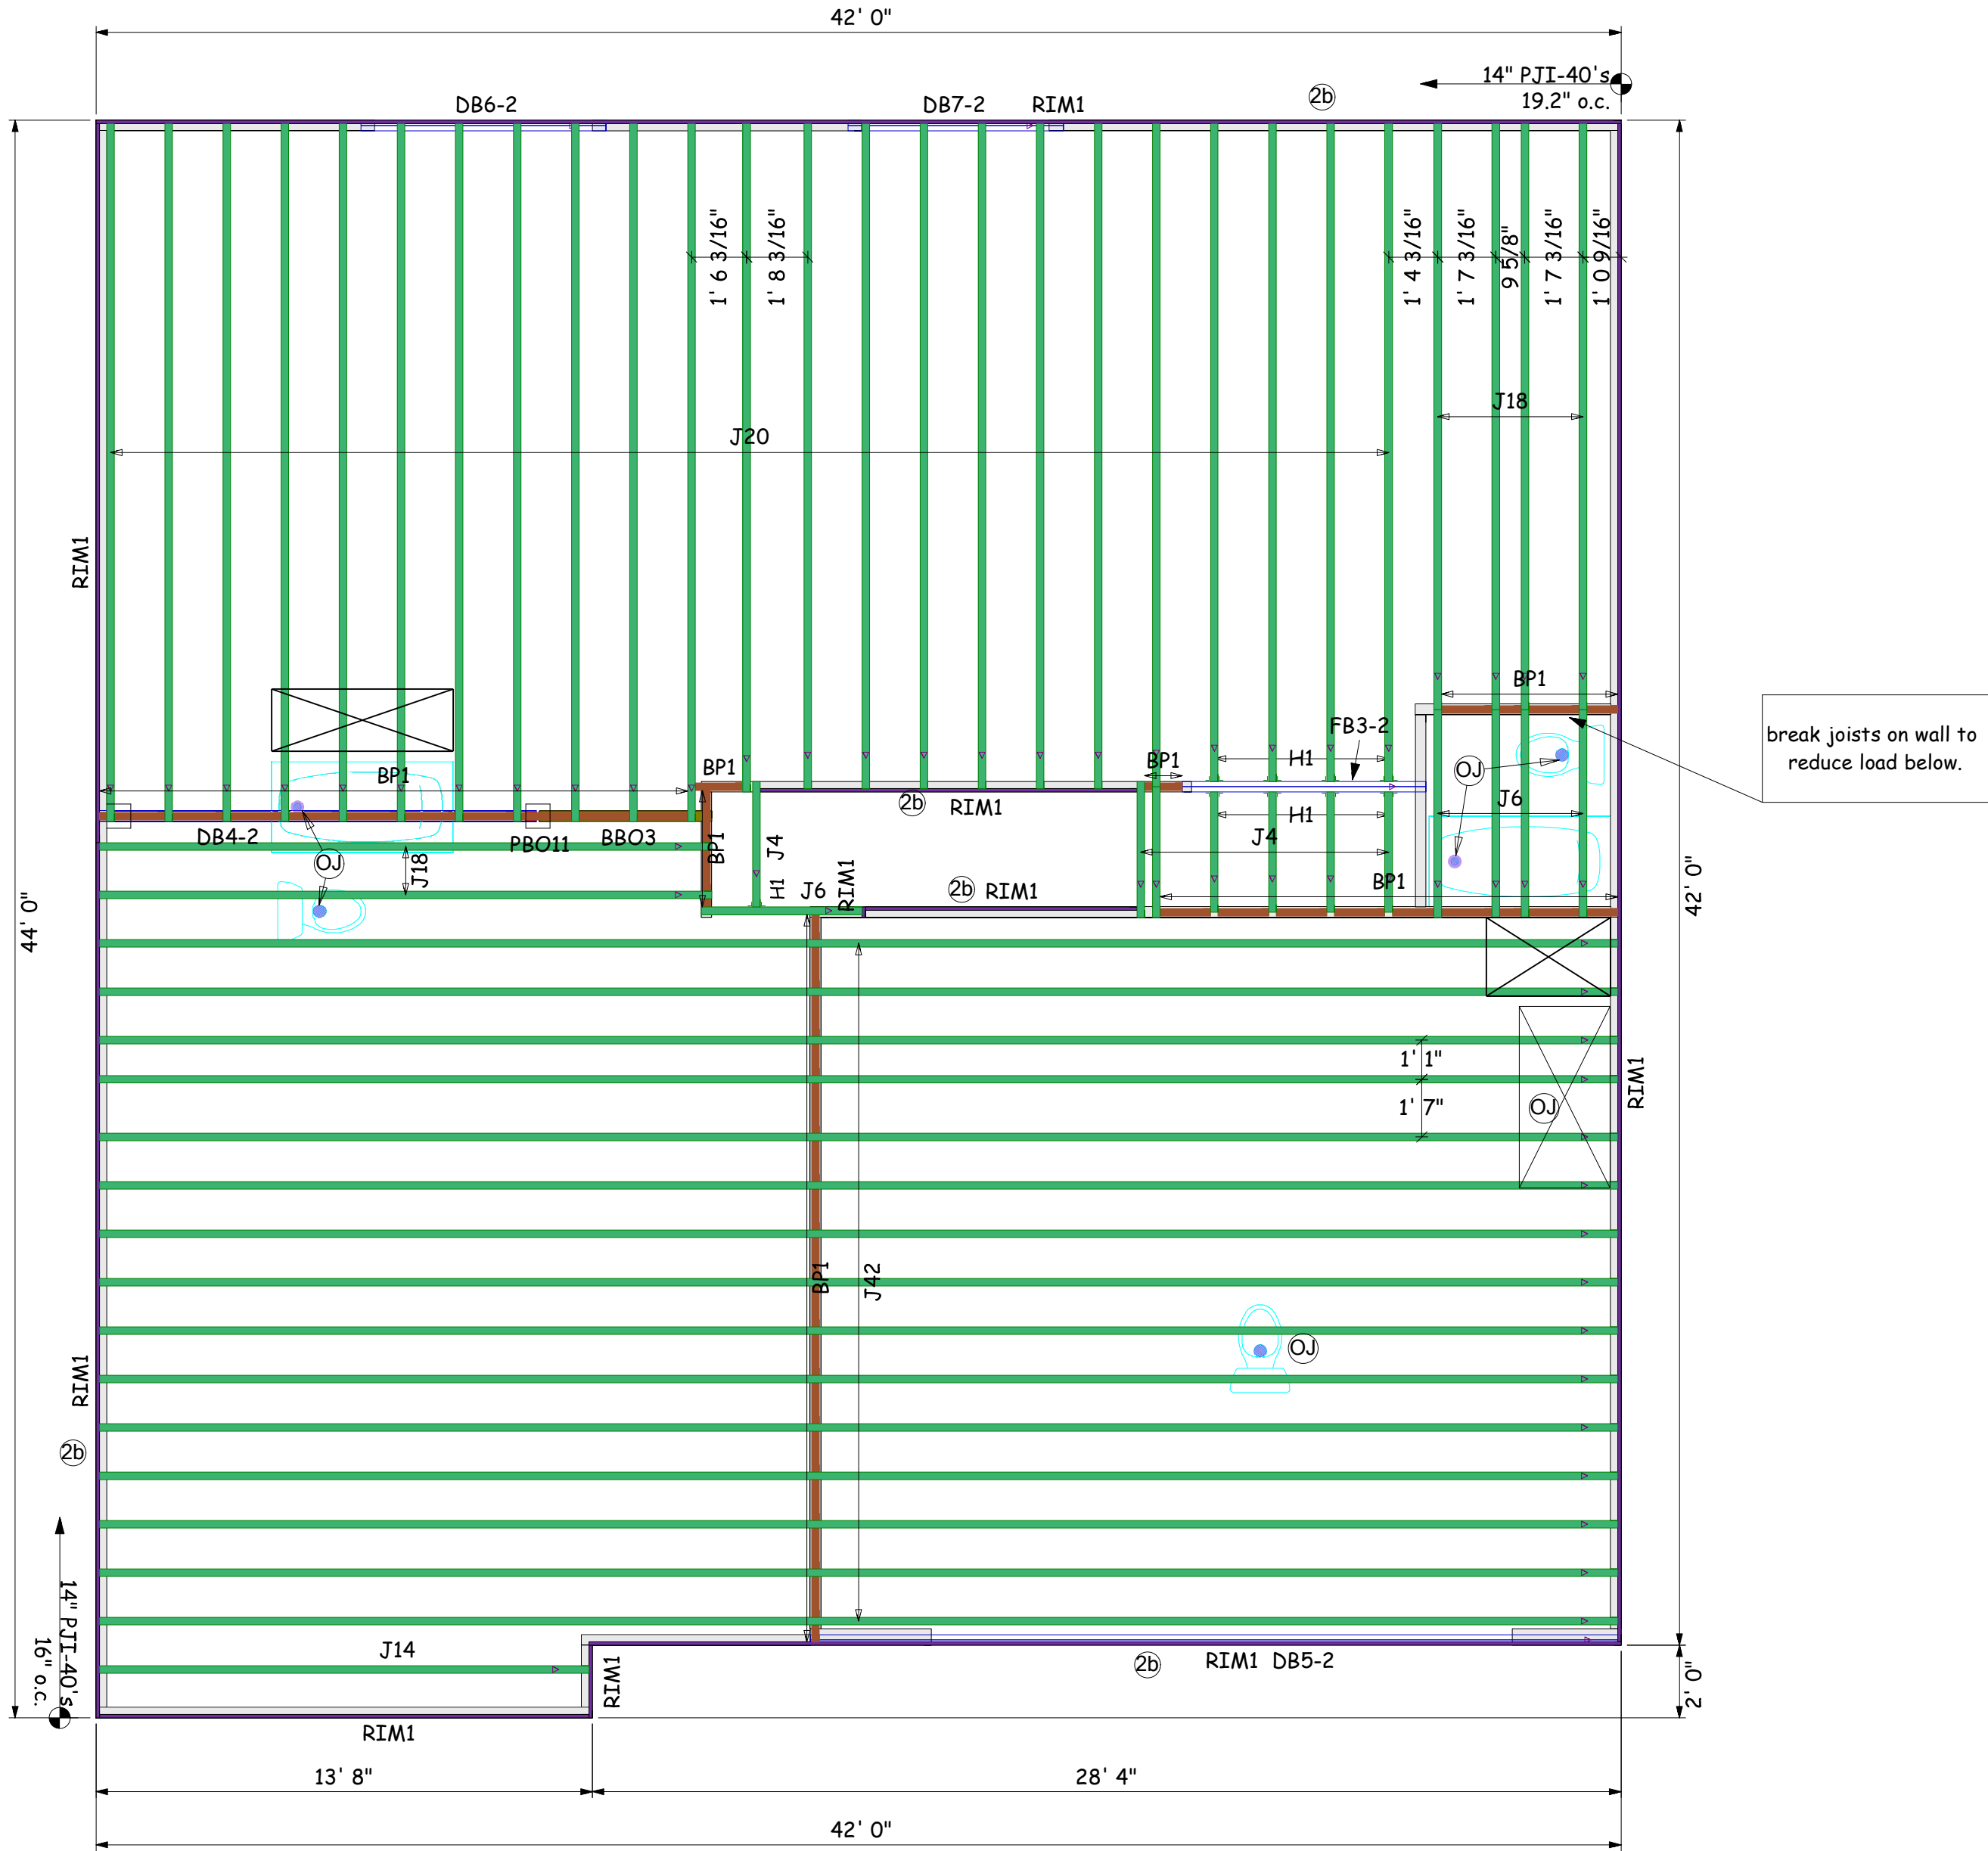 42' 0"
14" PJI-40's
19.2" o.c.
2b
DB6-2
DB7-2
RIM1
1' 6 3/16"
1' 8 3/16"
1' 4 3/16"
1' 7 3/16"
9 5/8"
1' 7 3/16"
1' 0 9/16"
J18
J20
RIM1
BP1
FB3-2
break joists on wall to
reduce load below.
BP1
BP1
BP1
H1
OJ
J6
2b
RIM1
H1
J4
DB4-2
PBO11
BBO3
BP1
J4
OJ
J18
H1
J6
RIM1
2b
RIM1
BP1
44' 0"
42' 0"
1' 1"
1' 7"
OJ
RIM1
BP1
J42
OJ
RIM1
2b
14" PJI-40's
16" o.c.
J14
RIM1
2b
RIM1
DB5-2
2' 0"
RIM1
13' 8"
28' 4"
42' 0"